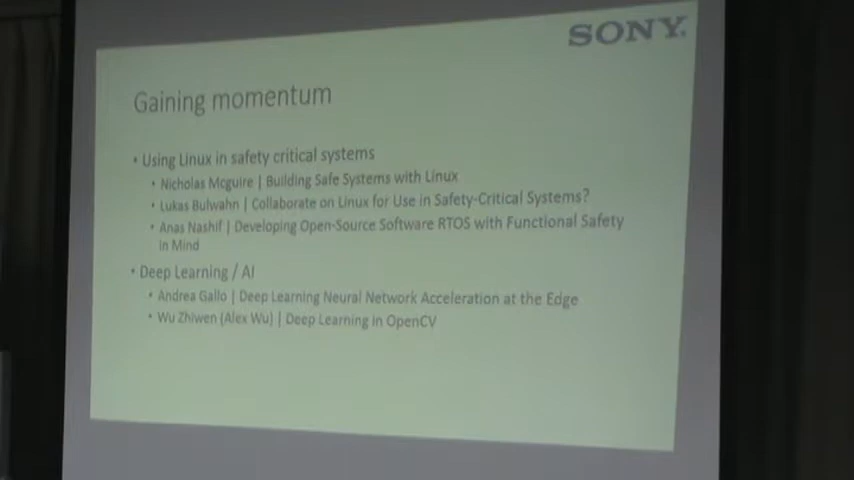 SONY
Gaining momentum
• Using Linux in safety critical systems
• Nicholas Mcguire | Building Safe Systems with Linux
• Lukas Bulwahn | Collaborate on Linux for Use in Safety-Critical Systems?
• Anas Nashif | Developing Open-Source Software RTOS with Functional Safety
in Mind
• Deep Learning / AI
• Andrea Gallo | Deep Learning Neural Network Acceleration at the Edge
• Wu Zhiwen (Alex Wu) | Deep Learning in OpenCV